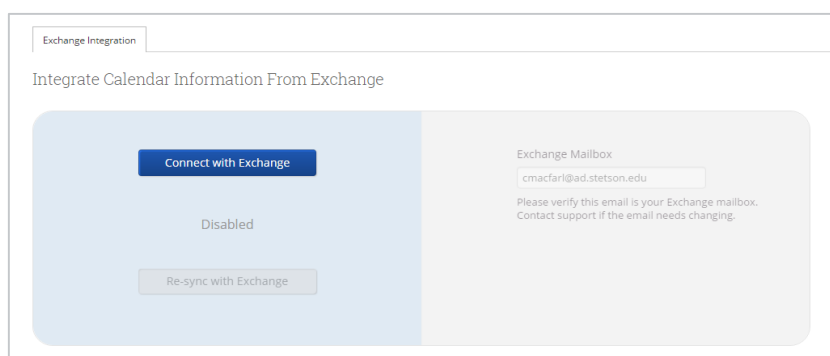 Exchange Integration
Integrate Calendar Information From Exchange
Connect with Exchange
Disabled
Re-sync with Exchange
Exchange Mailbox
cmacfarl@ad.stetson.edu
Please verify this email is your Exchange mailbox.
Contact support if the email needs changing.